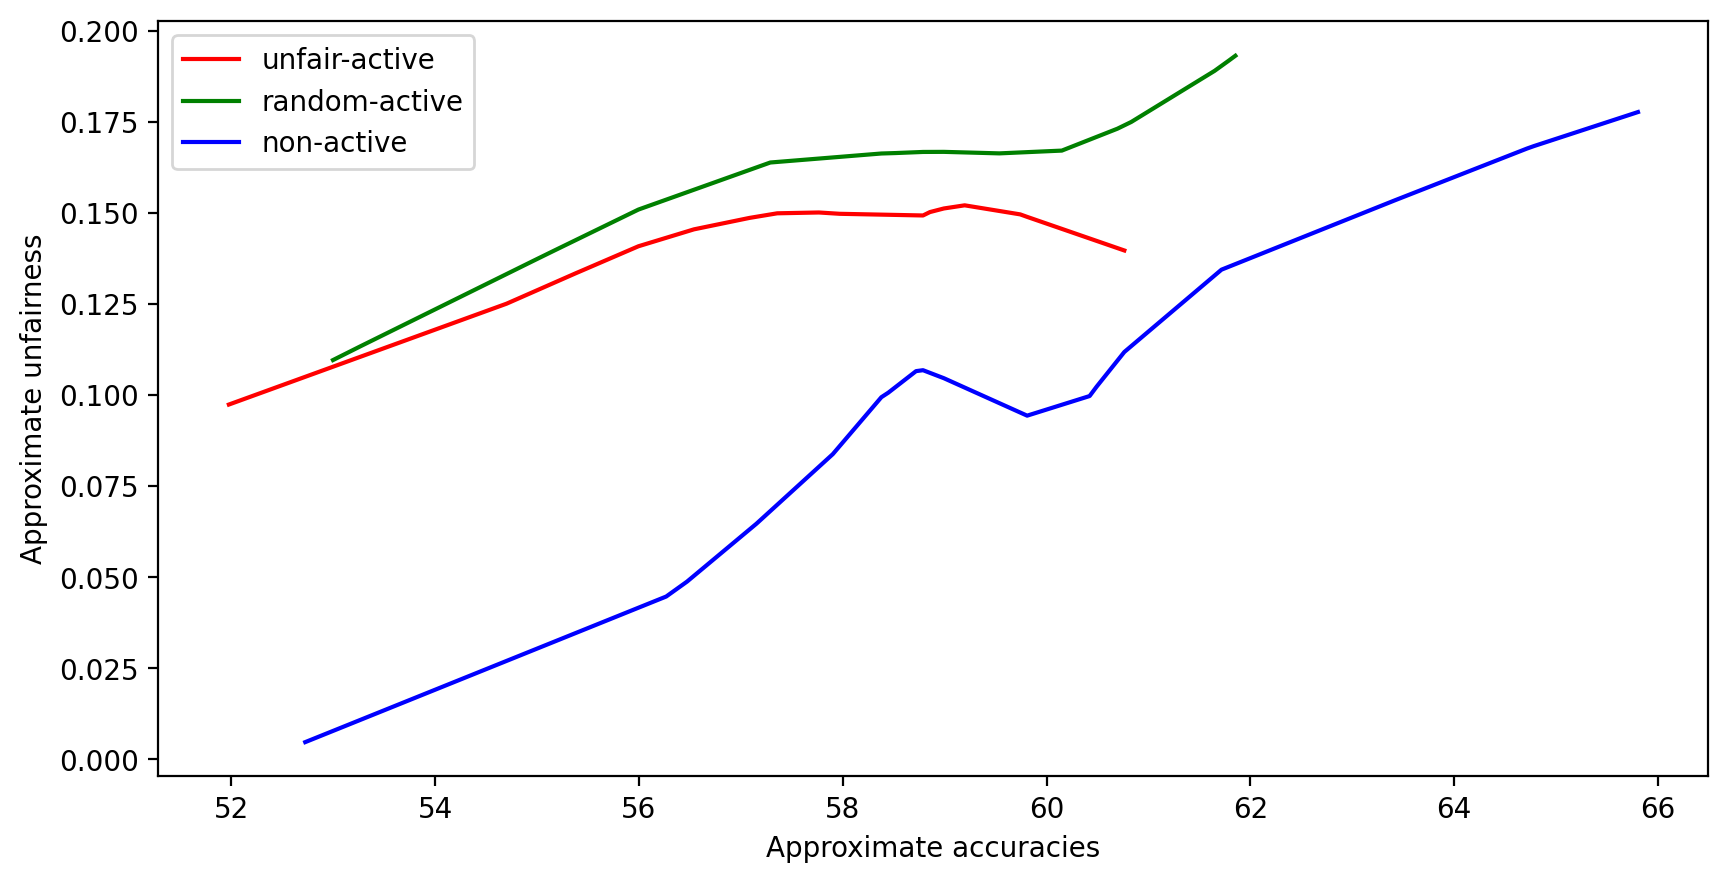 unfair-active
random-active
non-active
0.200
0.175
0.150
0.125
0.100
0.075
0.050
0.025
0.000
Approximate unfairness
52 54 56 58 60 62 64 66
Approximate accuracies